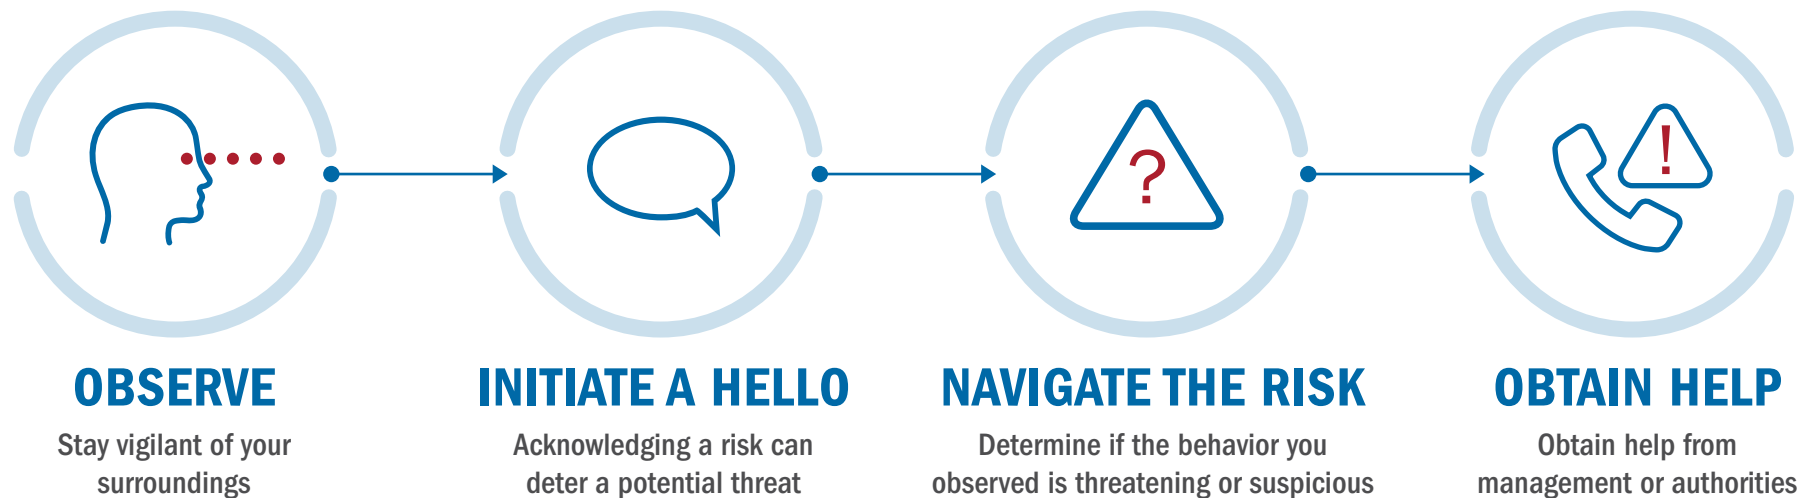 ?
!
OBSERVE
Stay vigilant of your
surroundings
INITIATE A HELLO
Acknowledging a risk can
deter a potential threat
NAVIGATE THE RISK
Determine if the behavior you
observed is threatening or suspicious
OBTAIN HELP
Obtain help from
management or authorities